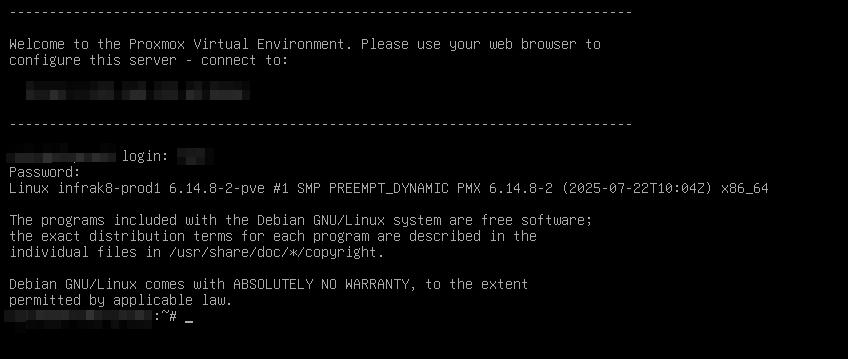 ------------------------------------------------------------------------------
Welcome to the Proxmox Virtual Environment. Please use your web browser to
configure this server - connect to:
------------------------------------------------------------------------------
login:
Password:
Linux infrak8-prod1 6.14.8-2-pve #1 SMP PREEMPT_DYNAMIC PMX 6.14.8-2 (2025-07-22T10:04Z) x86_64
The programs included with the Debian GNU/Linux system are free software;
the exact distribution terms for each program are described in the
individual files in /usr/share/doc/*/copyright.
Debian GNU/Linux comes with ABSOLUTELY NO WARRANTY, to the extent
permitted by applicable law.
:~# _